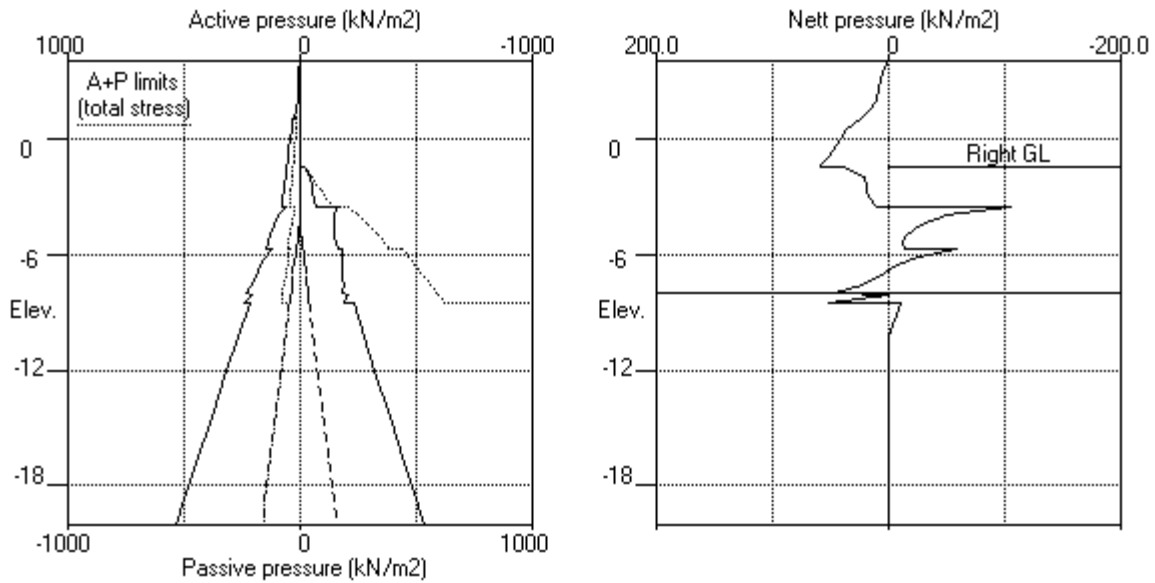 Active pressure (kN/m2)
1000 0 -1000
A+P limits
(total stress)
0
-6
Elev.
-12
-18
-1000 0 1000
Passive pressure (kN/m2)
Nett pressure (kN/m2)
200.0 0 -200.0
0
Right GL
-6
Elev.
-12
-18